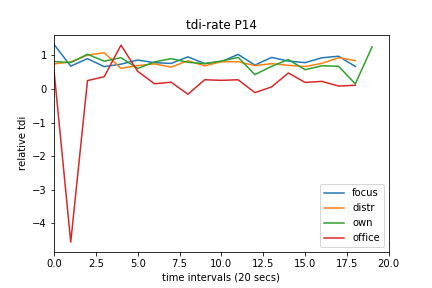 tdi-rate P14
relative tdi
1
0
−1
−2
−3
−4
0.0 2.5 5.0 7.5 10.0 12.5 15.0 17.5 20.0
time intervals (20 secs)
focus
distr
own
office